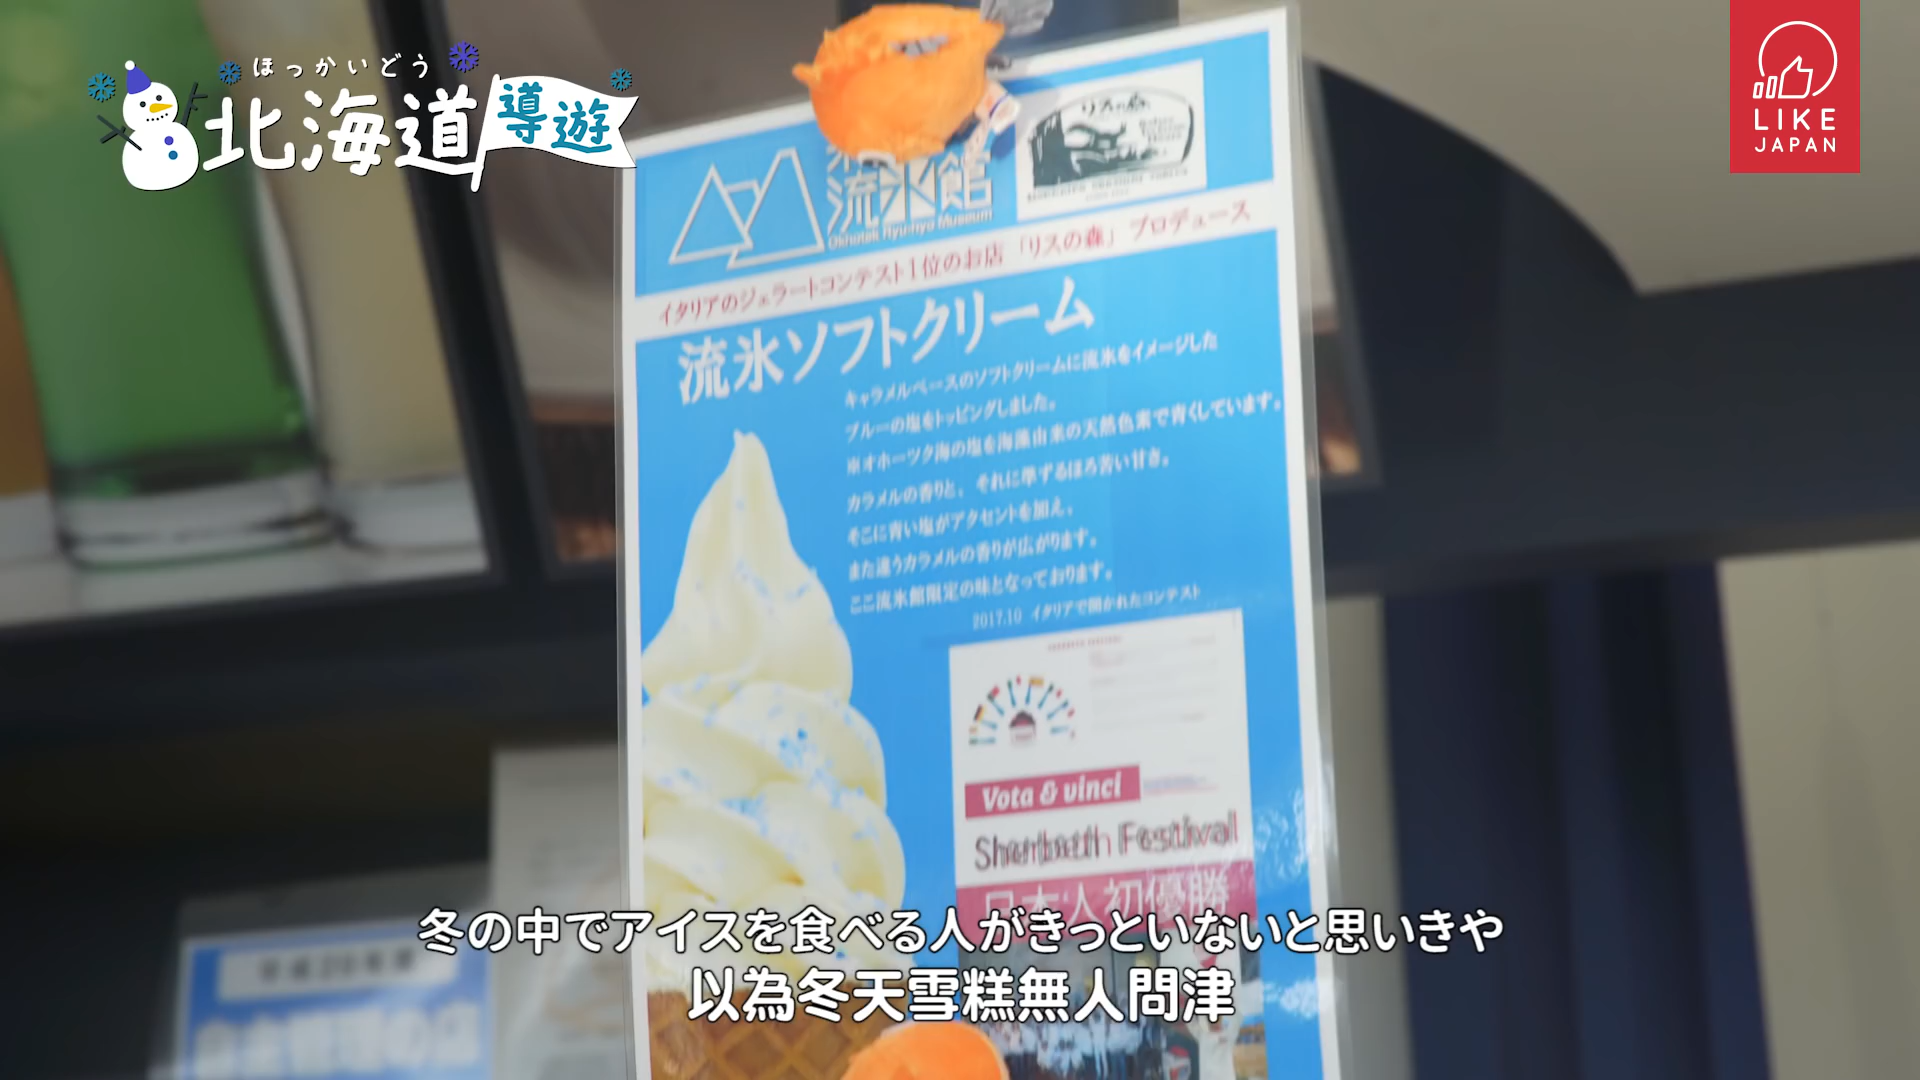 ほっかいどう
北海道
導遊
LIKE
JAPAN
流氷館
Okhotsk Ryu-hyo Museum
リスの森
イタリアのジェラートコンテスト1位のお店 「リスの森」 プロデュース
流氷ソフトクリーム
キャラメルベースのソフトクリームに流氷をイメージした
ブルーの塩をトッピングしました。
※オホーツク海の塩を海藻由来の天然色素で青くしています。
カラメルの香りと、それに準ずるほろ苦い甘さ。
そこに青い塩がアクセントを加え、
また違うカラメルの香りが広がります。
ここ流氷館限定の味となっております。
2017.10 イタリアで開かれたコンテスト
Vota & vinci
Sherbeth Festival
日本人初優勝
冬の中でアイスを食べる人がきっといないと思いきや
以為冬天雪糕無人問津